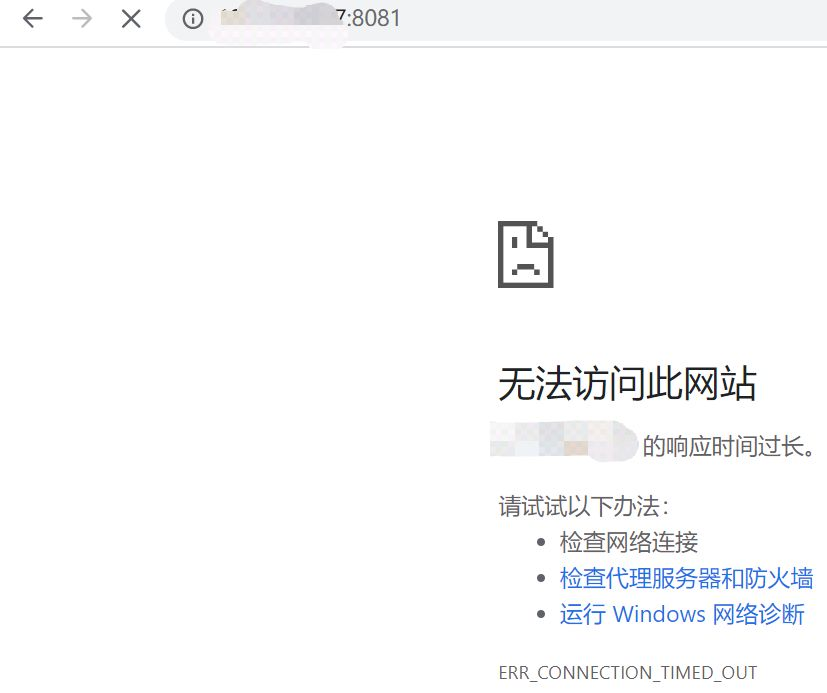 7:8081
无法访问此网站
的响应时间过长。
请试试以下办法：
检查网络连接
检查代理服务器和防火墙
运行 Windows 网络诊断
ERR_CONNECTION_TIMED_OUT